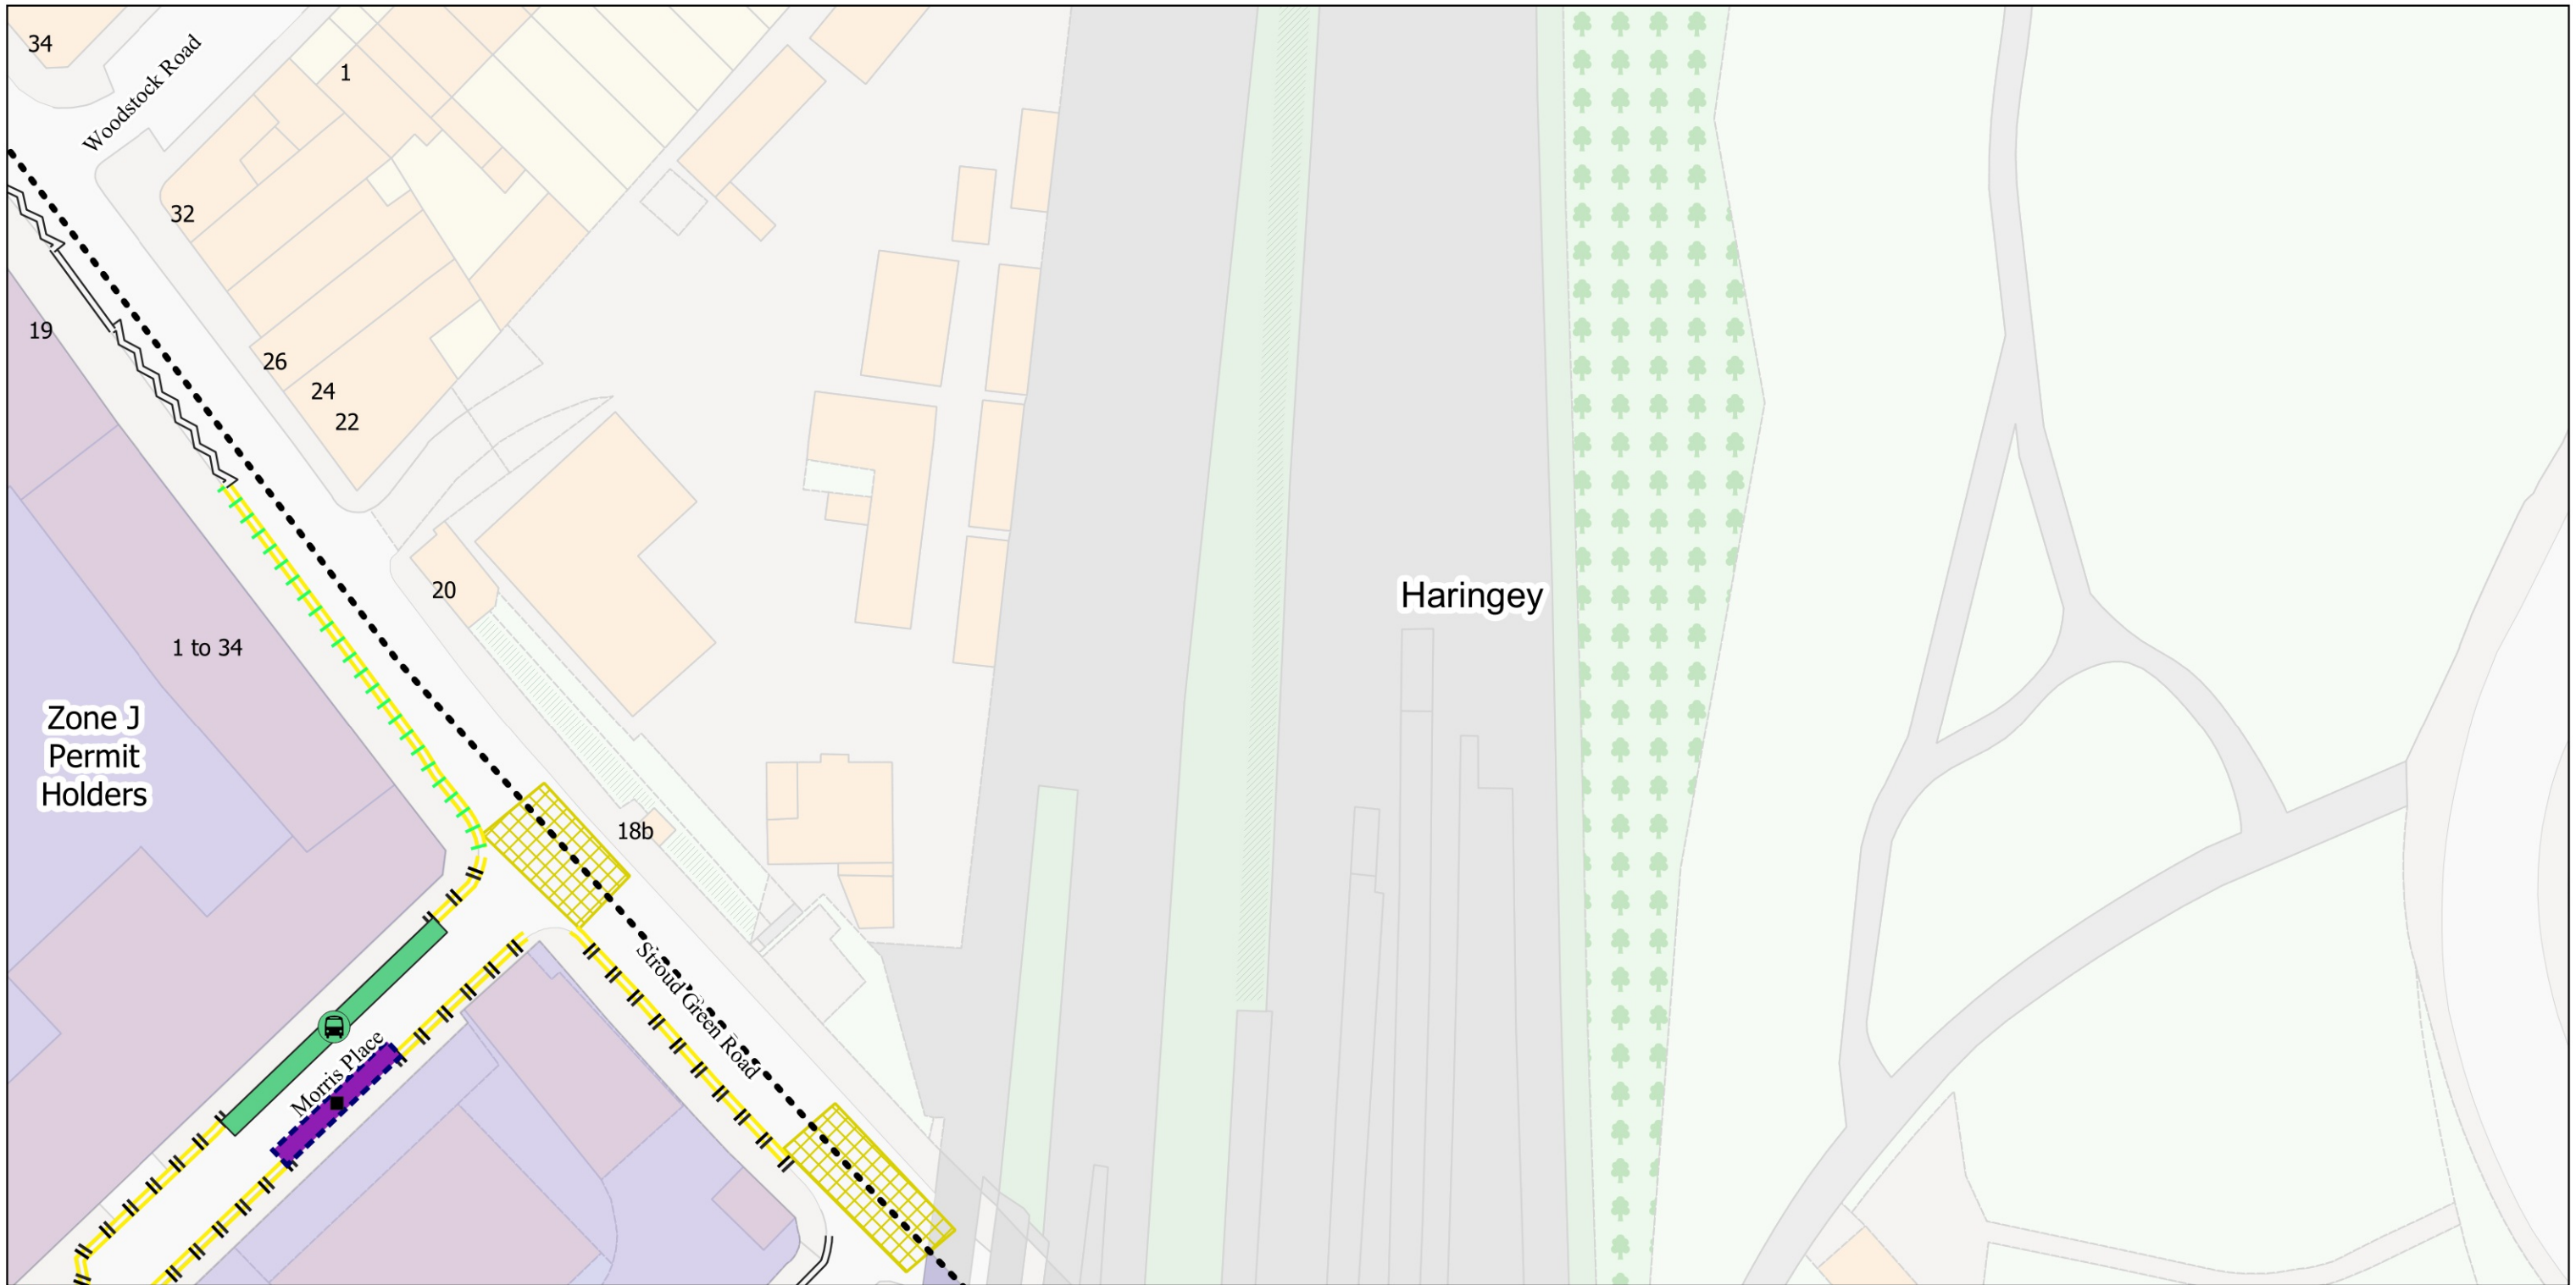 34
Woodstock Road
1
32
19
26
24
22
20
Haringey
1 to 34
Zone J
Permit
Holders
18b
Stroud Green Road
Morris Place